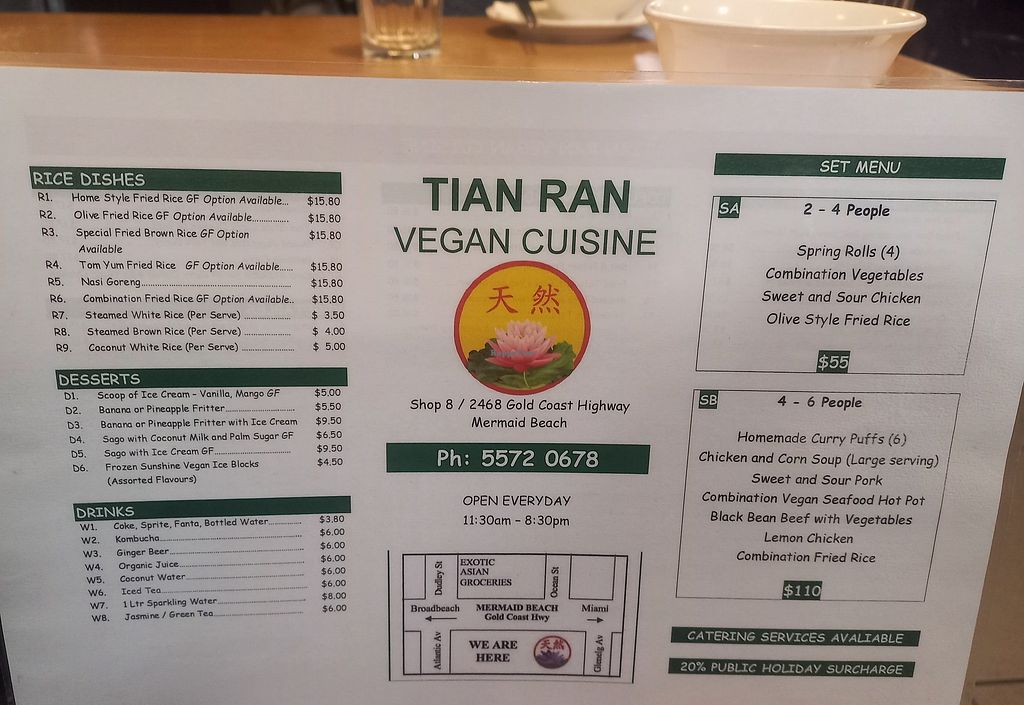 RICE DISHES
R1. Home Style Fried Rice GF Option Available... $15.80
R2. Olive Fried Rice GF Option Available............... $15.80
R3. Special Fried Brown Rice GF Option $15.80
Available
R4. Tom Yum Fried Rice GF Option Available..... $15.80
R5. Nasi Goreng............................................ $15.80
R6. Combination Fried Rice GF Option Available.. $15.80
R7. Steamed White Rice (Per Serve) .................. $ 3.50
R8. Steamed Brown Rice (Per Serve) .................. $ 4.00
R9. Coconut White Rice (Per Serve) .................... $ 5.00
DESSERTS
D1. Scoop of Ice Cream - Vanilla, Mango GF $5.00
D2. Banana or Pineapple Fritter........................ $5.50
D3. Banana or Pineapple Fritter with Ice Cream $9.50
D4. Sago with Coconut Milk and Palm Sugar GF $6.50
D5. Sago with Ice Cream GF........................... $9.50
D6. Frozen Sunshine Vegan Ice Blocks $4.50
(Assorted Flavours)
DRINKS
W1. Coke, Sprite, Fanta, Bottled Water............ $3.80
W2. Kombucha................................................ $6.00
W3. Ginger Beer.............................................. $6.00
W4. Organic Juice........................................... $6.00
W5. Coconut Water......................................... $6.00
W6. Iced Tea................................................. $6.00
W7. 1 Ltr Sparkling Water.............................. $8.00
W8. Jasmine / Green Tea................................ $6.00
TIAN RAN
VEGAN CUISINE
天然
Shop 8 / 2468 Gold Coast Highway
Mermaid Beach
Ph: 5572 0678
OPEN EVERYDAY
11:30am - 8:30pm
Dudley St
EXOTIC
ASIAN
GROCERIES
Ocean St
Broadbeach
MERMAID BEACH
Gold Coast Hwy
Miami
Atlantic Av
WE ARE
HERE
天然
Glenelg Av
SET MENU
SA
2 - 4 People
Spring Rolls (4)
Combination Vegetables
Sweet and Sour Chicken
Olive Style Fried Rice
$55
SB
4 - 6 People
Homemade Curry Puffs (6)
Chicken and Corn Soup (Large serving)
Sweet and Sour Pork
Combination Vegan Seafood Hot Pot
Black Bean Beef with Vegetables
Lemon Chicken
Combination Fried Rice
$110
CATERING SERVICES AVALIABLE
20% PUBLIC HOLIDAY SURCHARGE